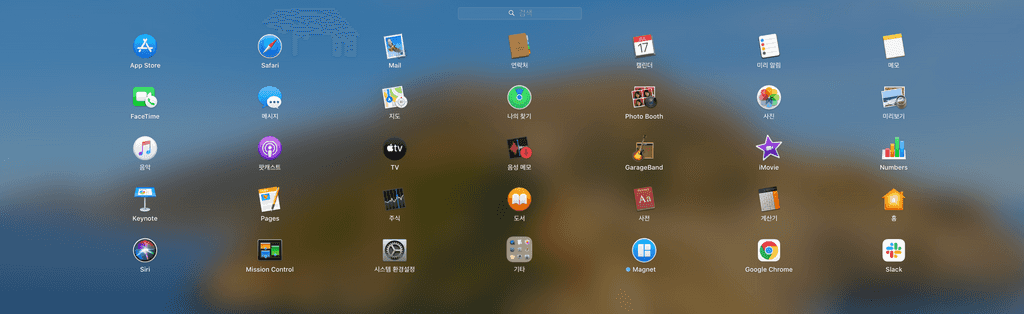 검색
App Store
Safari
Mail
연락처
캘린더
미리 알림
메모
FaceTime
메시지
지도
나의 찾기
Photo Booth
사진
미리보기
음악
팟캐스트
TV
음성 메모
GarageBand
iMovie
Numbers
Keynote
Pages
주식
도서
사전
계산기
홈
Siri
Mission Control
시스템 환경설정
기타
Magnet
Google Chrome
Slack
17
tv
Aa